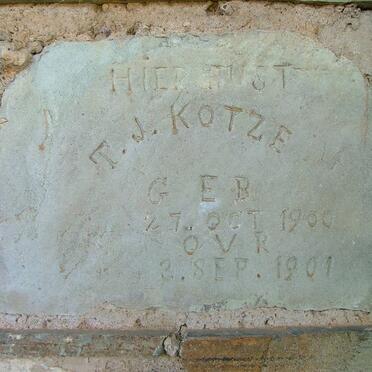 HIER RUST
T. J. KOTZE
GEB
27. OCT 1900
OVR
2. SEP. 1901